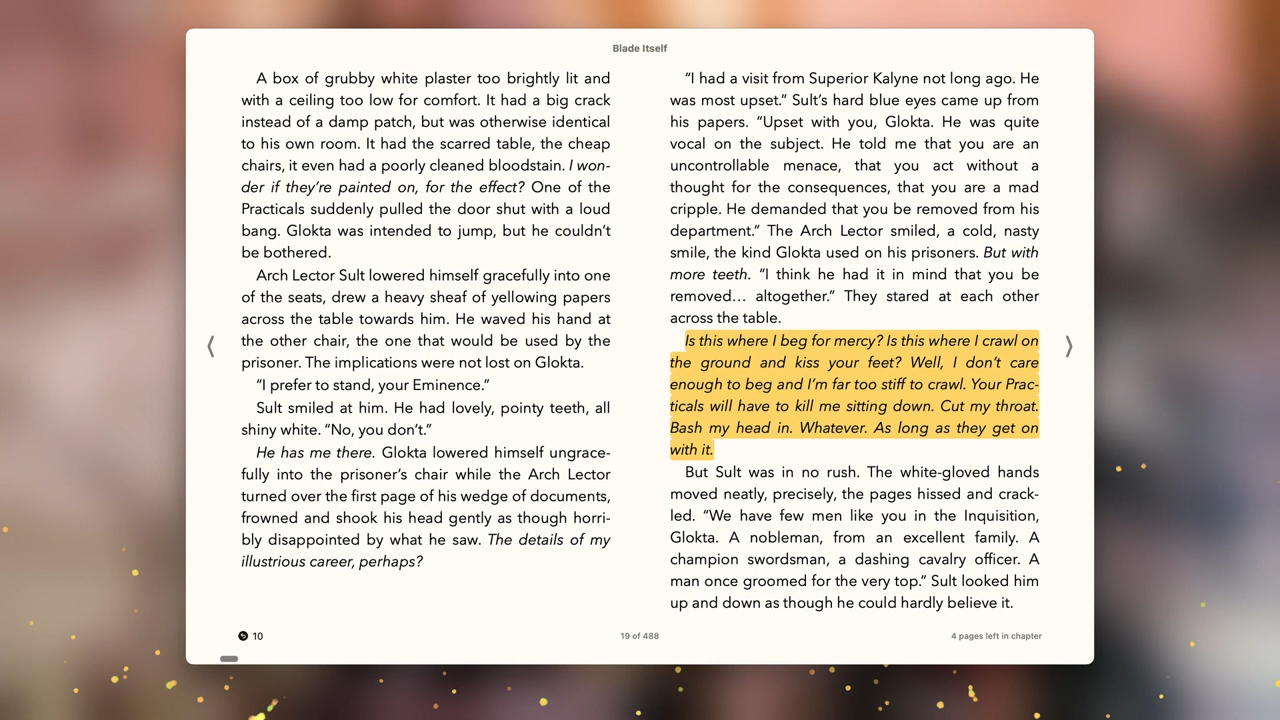 Blade Itself
A box of grubby white plaster too brightly lit and
with a ceiling too low for comfort. It had a big crack
instead of a damp patch, but was otherwise identical
to his own room. It had the scarred table, the cheap
chairs, it even had a poorly cleaned bloodstain. I won-
der if they’re painted on, for the effect? One of the
Practicals suddenly pulled the door shut with a loud
bang. Glokta was intended to jump, but he couldn’t
be bothered.
Arch Lector Sult lowered himself gracefully into one
of the seats, drew a heavy sheaf of yellowing papers
across the table towards him. He waved his hand at
the other chair, the one that would be used by the
prisoner. The implications were not lost on Glokta.
“I prefer to stand, your Eminence.”
Sult smiled at him. He had lovely, pointy teeth, all
shiny white. “No, you don’t.”
He has me there. Glokta lowered himself ungrace-
fully into the prisoner’s chair while the Arch Lector
turned over the first page of his wedge of documents,
frowned and shook his head gently as though horri-
bly disappointed by what he saw. The details of my
illustrious career, perhaps?
“I had a visit from Superior Kalyne not long ago. He
was most upset.” Sult’s hard blue eyes came up from
his papers. “Upset with you, Glokta. He was quite
vocal on the subject. He told me that you are an
uncontrollable menace, that you act without a
thought for the consequences, that you are a mad
cripple. He demanded that you be removed from his
department.” The Arch Lector smiled, a cold, nasty
smile, the kind Glokta used on his prisoners. But with
more teeth. “I think he had it in mind that you be
removed… altogether.” They stared at each other
across the table.
Is this where I beg for mercy? Is this where I crawl on
the ground and kiss your feet? Well, I don’t care
enough to beg and I’m far too stiff to crawl. Your Prac-
ticals will have to kill me sitting down. Cut my throat.
Bash my head in. Whatever. As long as they get on
with it.
But Sult was in no rush. The white-gloved hands
moved neatly, precisely, the pages hissed and crack-
led. “We have few men like you in the Inquisition,
Glokta. A nobleman, from an excellent family. A
champion swordsman, a dashing cavalry officer. A
man once groomed for the very top.” Sult looked him
up and down as though he could hardly believe it.
10
19 of 488
4 pages left in chapter